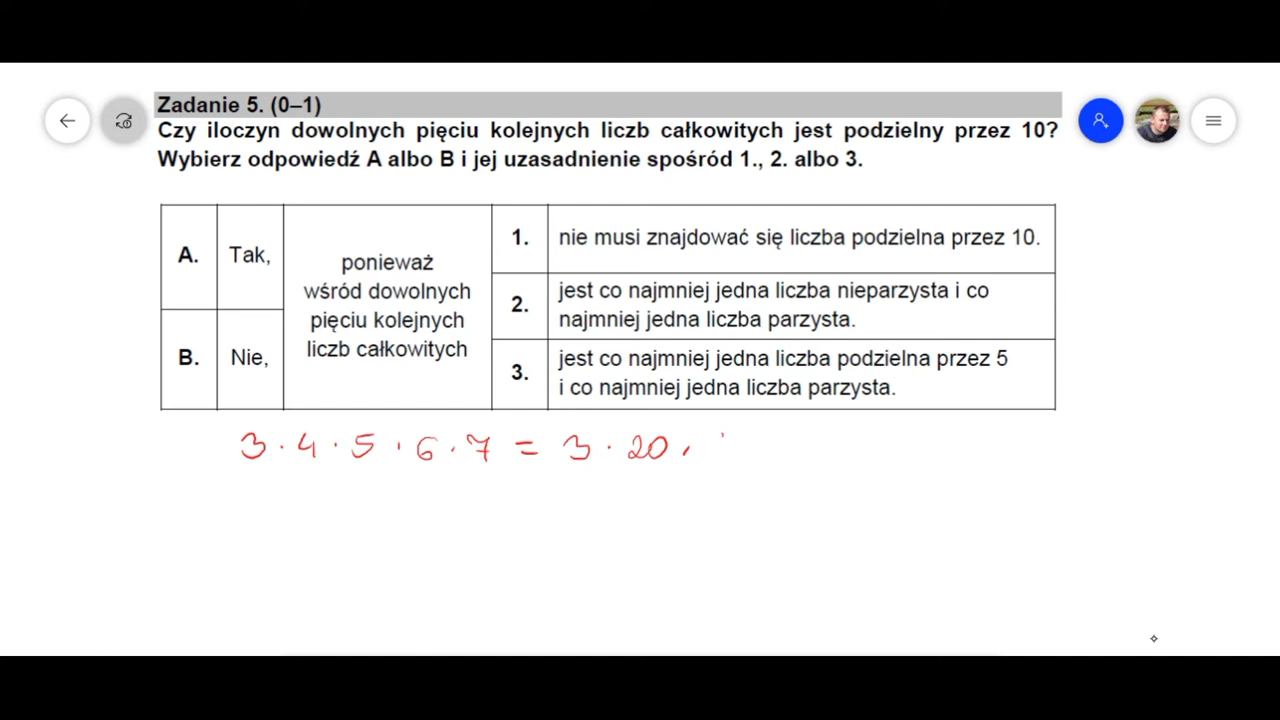 Zadanie 5. (0–1)
Czy iloczyn dowolnych pięciu kolejnych liczb całkowitych jest podzielny przez 10?
Wybierz odpowiedź A albo B i jej uzasadnienie spośród 1., 2. albo 3.
A.
Tak,
B.
Nie,
ponieważ
wśród dowolnych
pięciu kolejnych
liczb całkowitych
1.
nie musi znajdować się liczba podzielna przez 10.
2.
jest co najmniej jedna liczba nieparzysta i co
najmniej jedna liczba parzysta.
3.
jest co najmniej jedna liczba podzielna przez 5
i co najmniej jedna liczba parzysta.
3 · 4 · 5 · 6 · 7 = 3 · 20 ·